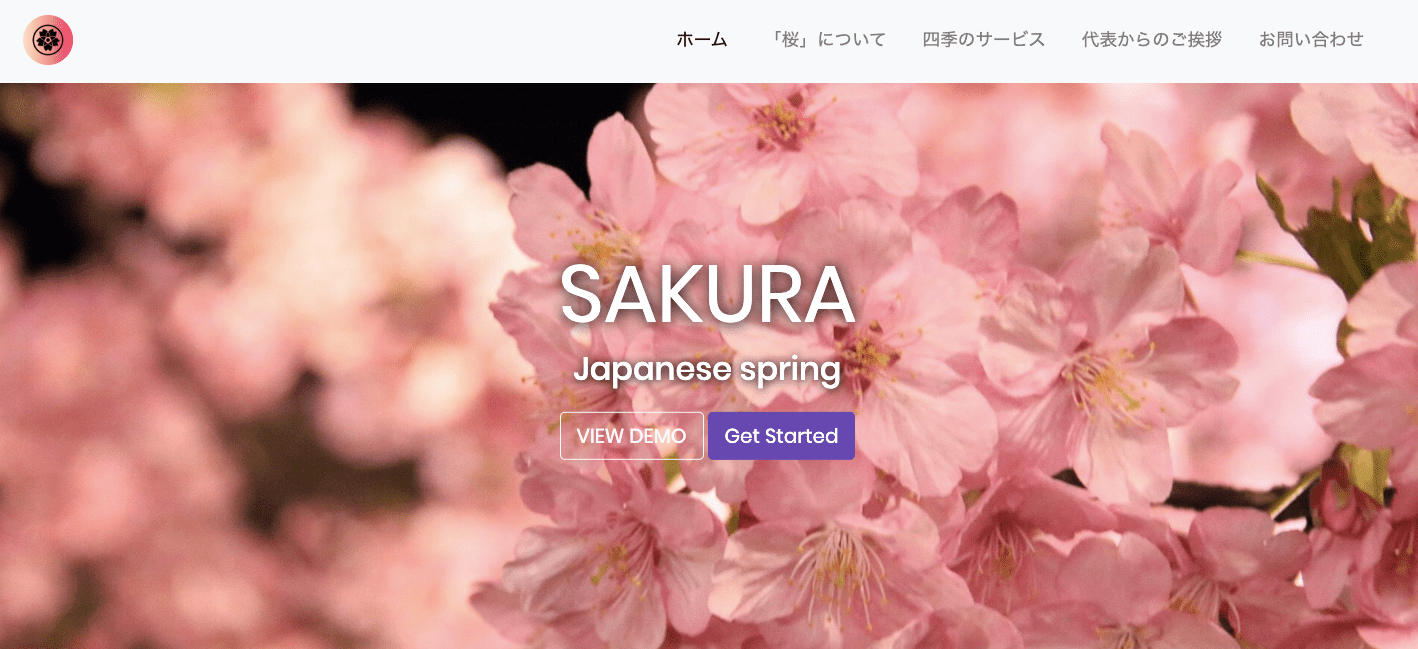 ホーム 「桜」について 四季のサービス 代表からのご挨拶 お問い合わせ
SAKURA
Japanese spring
VIEW DEMO Get Started